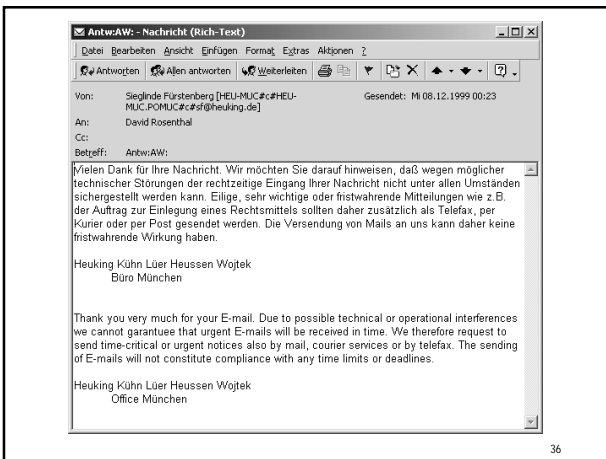 Antw:AW: - Nachricht (Rich-Text)
Datei Bearbeiten Ansicht Einfügen Format Extras Aktionen ?
Antworten Allen antworten Weiterleiten
Von: Sieglinde Fürstenberg [HEU-MUC#c#HEU- Gesendet: Mi 08.12.1999 00:23
MUC.POMUC#c#sf@heuking.de]
An: David Rosenthal
Cc:
Betreff: Antw:AW:
Vielen Dank für Ihre Nachricht. Wir möchten Sie darauf hinweisen, daß wegen möglicher
technischer Störungen der rechtzeitige Eingang Ihrer Nachricht nicht unter allen Umständen
sichergestellt werden kann. Eilige, sehr wichtige oder fristwahrende Mitteilungen wie z.B.
der Auftrag zur Einlegung eines Rechtsmittels sollten daher zusätzlich als Telefax, per
Kurier oder per Post gesendet werden. Die Versendung von Mails an uns kann daher keine
fristwahrende Wirkung haben.
Heuking Kühn Lüer Heussen Wojtek
Büro München
Thank you very much for your E-mail. Due to possible technical or operational interferences
we cannot garantuee that urgent E-mails will be received in time. We therefore request to
send time-critical or urgent notices also by mail, courier services or by telefax. The sending
of E-mails will not constitute compliance with any time limits or deadlines.
Heuking Kühn Lüer Heussen Wojtek
Office München
36